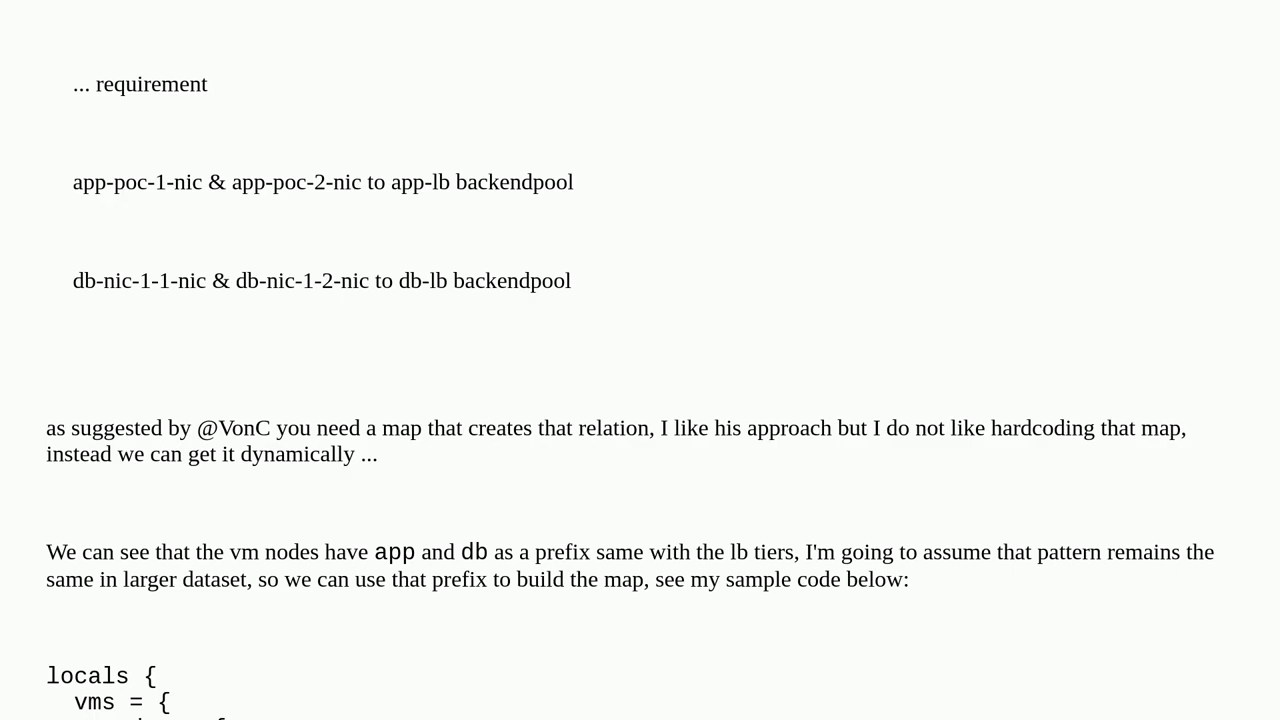 ... requirement
app-poc-1-nic & app-poc-2-nic to app-lb backendpool
db-nic-1-1-nic & db-nic-1-2-nic to db-lb backendpool
as suggested by @VonC you need a map that creates that relation, I like his approach but I do not like hardcoding that map,
instead we can get it dynamically ...
We can see that the vm nodes have app and db as a prefix same with the lb tiers, I'm going to assume that pattern remains the
same in larger dataset, so we can use that prefix to build the map, see my sample code below:
locals {
  vms = {